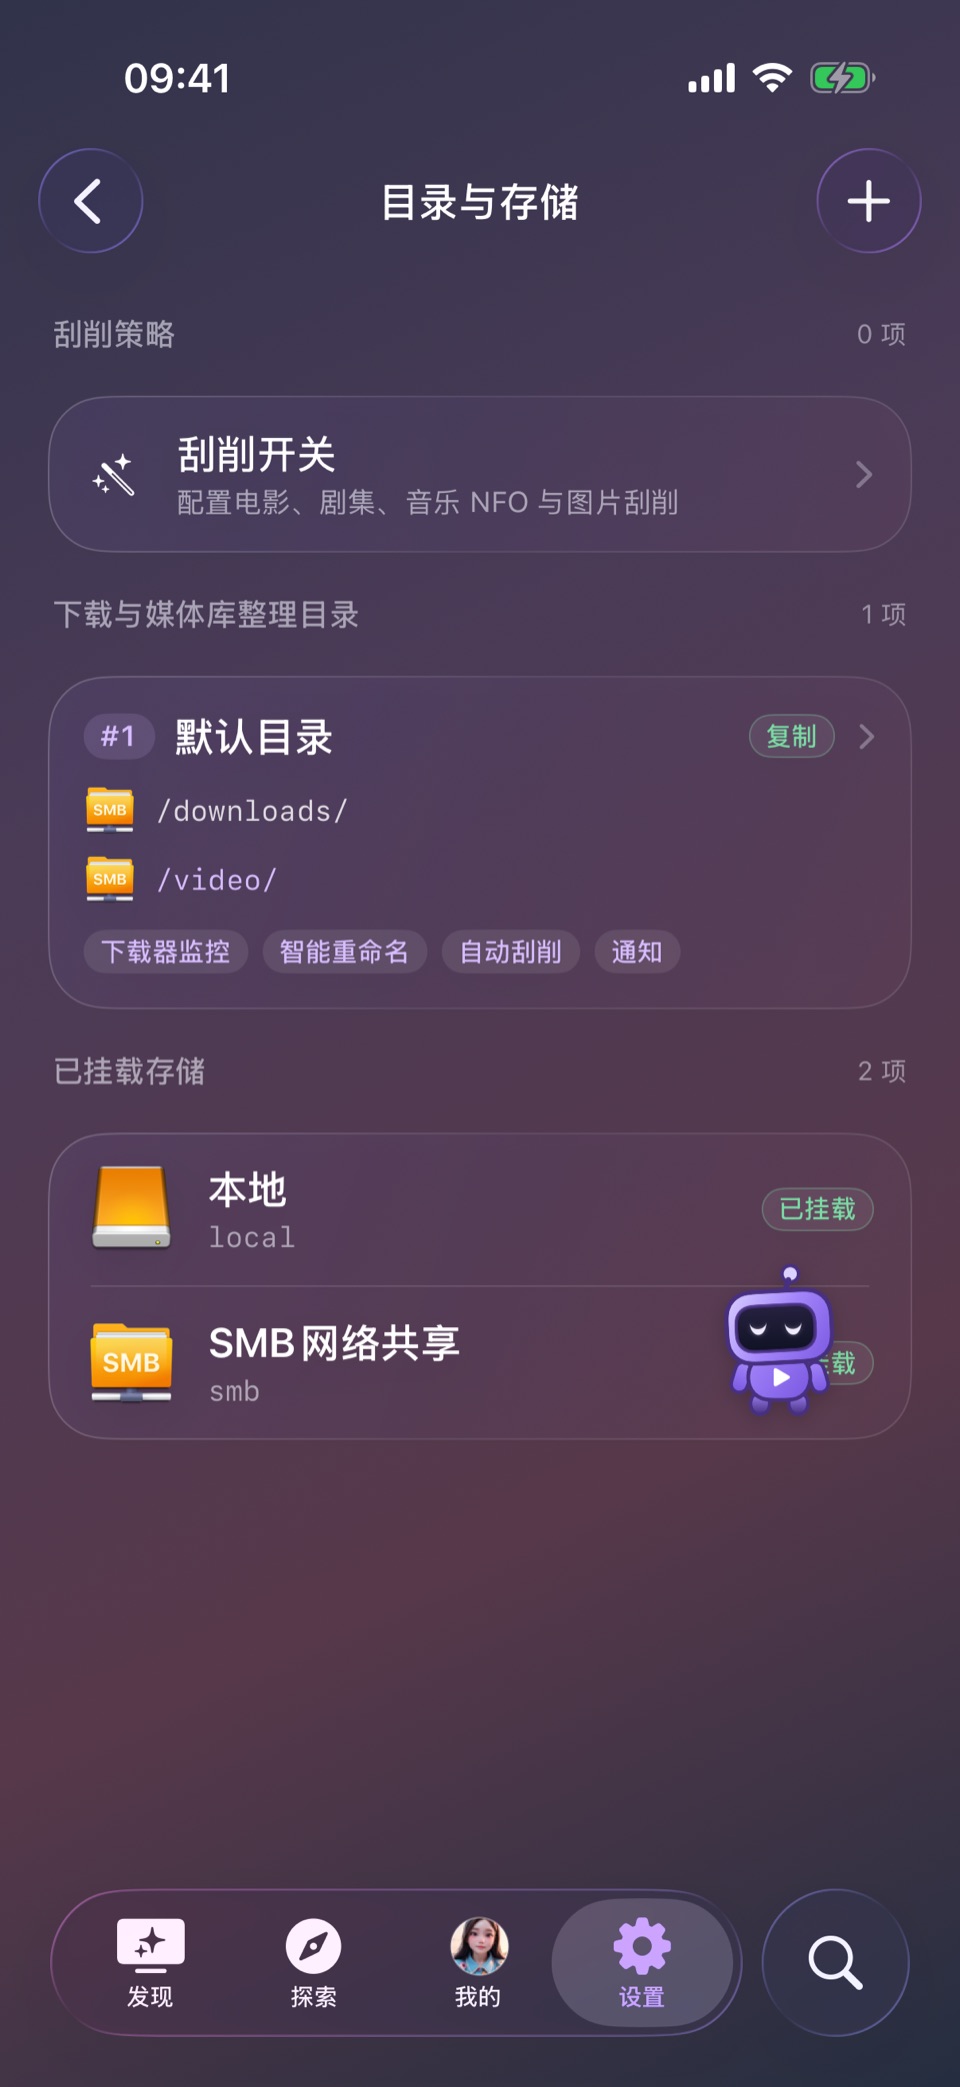 09:41
目录与存储
刮削策略
0 项
刮削开关
配置电影、剧集、音乐 NFO 与图片刮削
下载与媒体库整理目录
1 项
#1 默认目录 复制
SMB /downloads/
SMB /video/
下载器监控 智能重命名 自动刮削 通知
已挂载存储
2 项
本地
local
已挂载
SMB SMB网络共享
smb
载
发现 探索 我的 设置